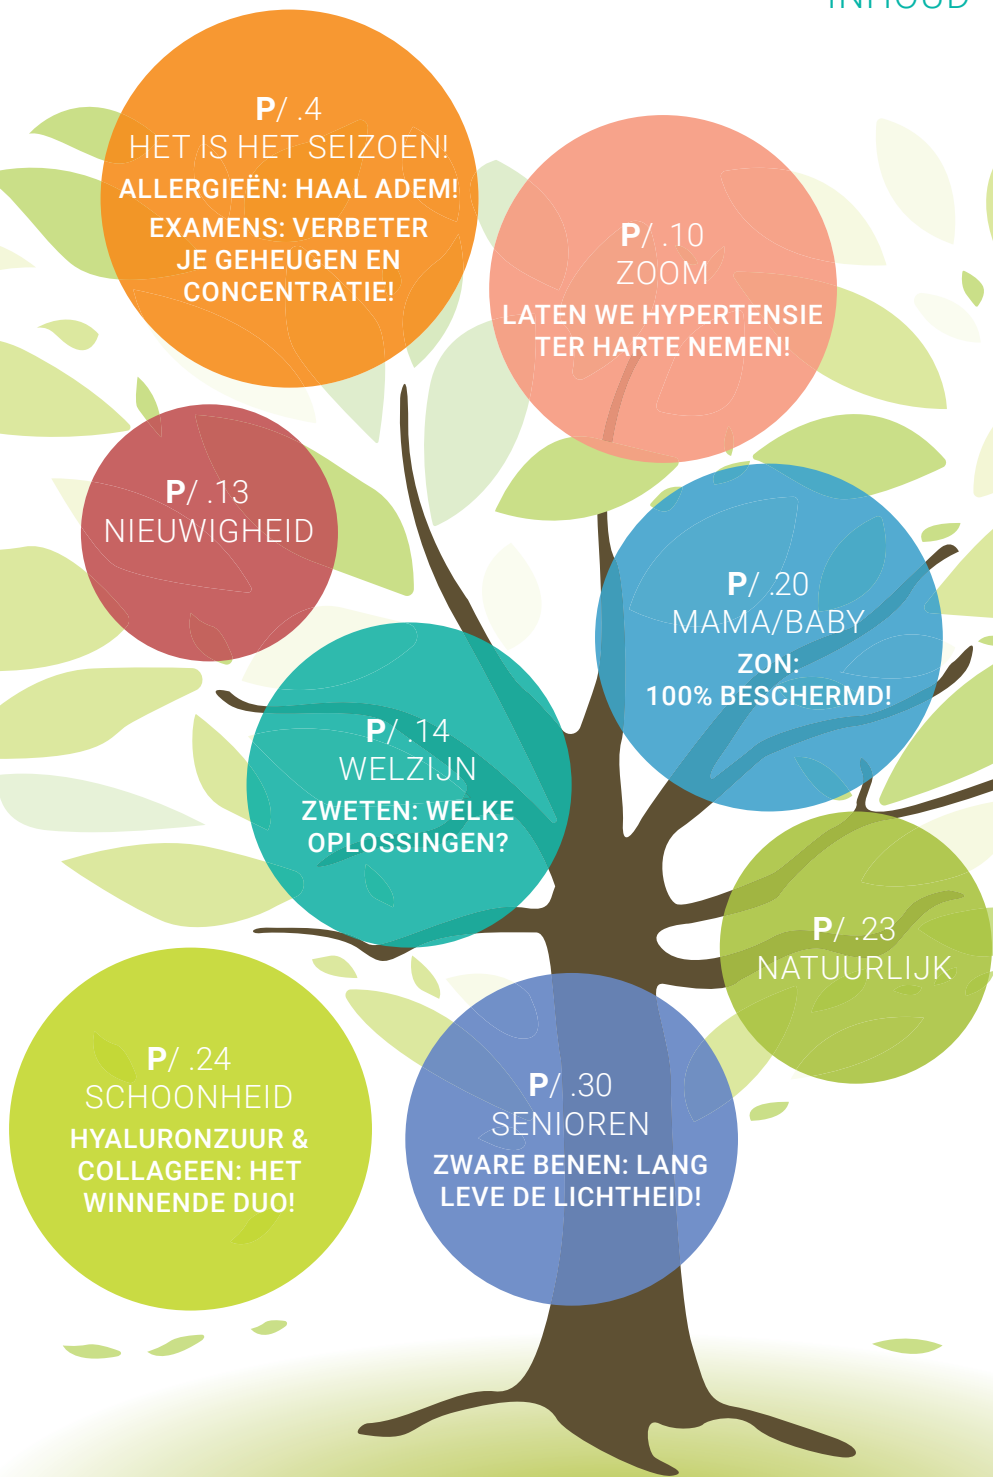 INHOUD
P/ .4
HET IS HET SEIZOEN!
ALLERGIEËN: HAAL ADEM!
EXAMENS: VERBETER
JE GEHEUGEN EN
CONCENTRATIE!
P/ .10
ZOOM
LATEN WE HYPERTENSIE
TER HARTE NEMEN!
P/ .13
NIEUWIGHEID
P/ .20
MAMA/BABY
ZON:
100% BESCHERMD!
P/ .14
WELZIJN
ZWETEN: WELKE
OPLOSSINGEN?
P/ .23
NATUURLIJK
P/ .24
SCHOONHEID
HYALURONZUUR &
COLLAGEEN: HET
WINNENDE DUO!
P/ .30
SENIOREN
ZWARE BENEN: LANG
LEVE DE LICHTHEID!